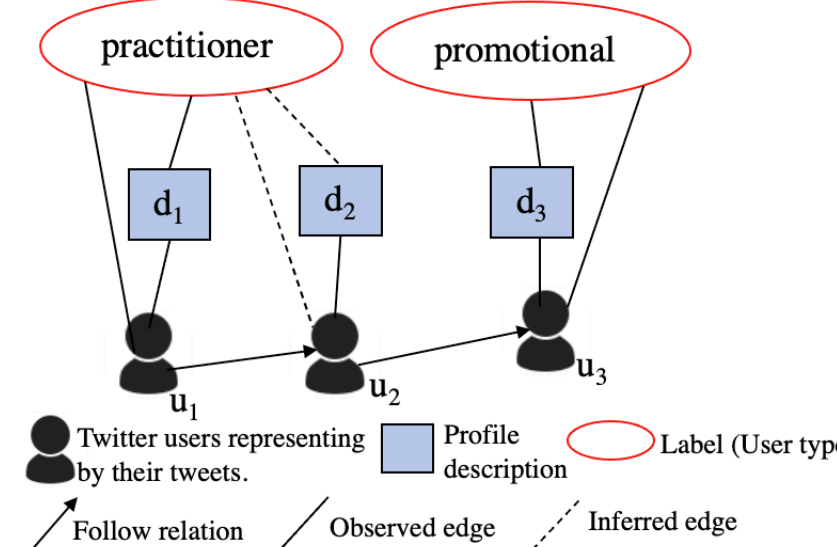 practitioner
promotional
d1
d2
d3
u1
u2
u3
Twitter users representing
by their tweets.
Profile
description
Label (User type
Follow relation
Observed edge
Inferred edge